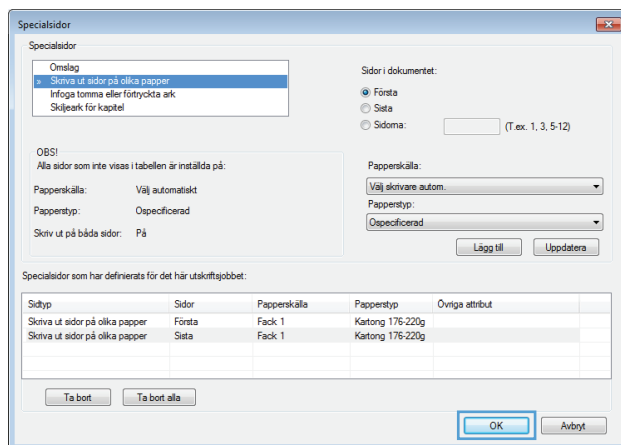 Specialsidor
Specialsidor
Omslag
» Skriva ut sidor på olika papper
Infoga tomma eller förtryckta ark
Skiljeark för kapitel
Sidor i dokumentet:
Första
Sista
Sidorna: (T.ex. 1, 3, 5-12)
OBS!
Alla sidor som inte visas i tabellen är inställda på:
Papperskälla: Välj automatiskt
Papperstyp: Ospecificerad
Skriv ut på båda sidor: På
Papperskälla:
Välj skrivare autom.
Papperstyp:
Ospecificerad
Lägg till Uppdatera
Specialsidor som har definierats för det här utskriftsjobbet:
Sidtyp Sidor Papperskälla Papperstyp Övriga attribut
Skriva ut sidor på olika papper Första Fack 1 Kartong 176-220g
Skriva ut sidor på olika papper Sista Fack 1 Kartong 176-220g
Ta bort Ta bort alla
OK Avbryt